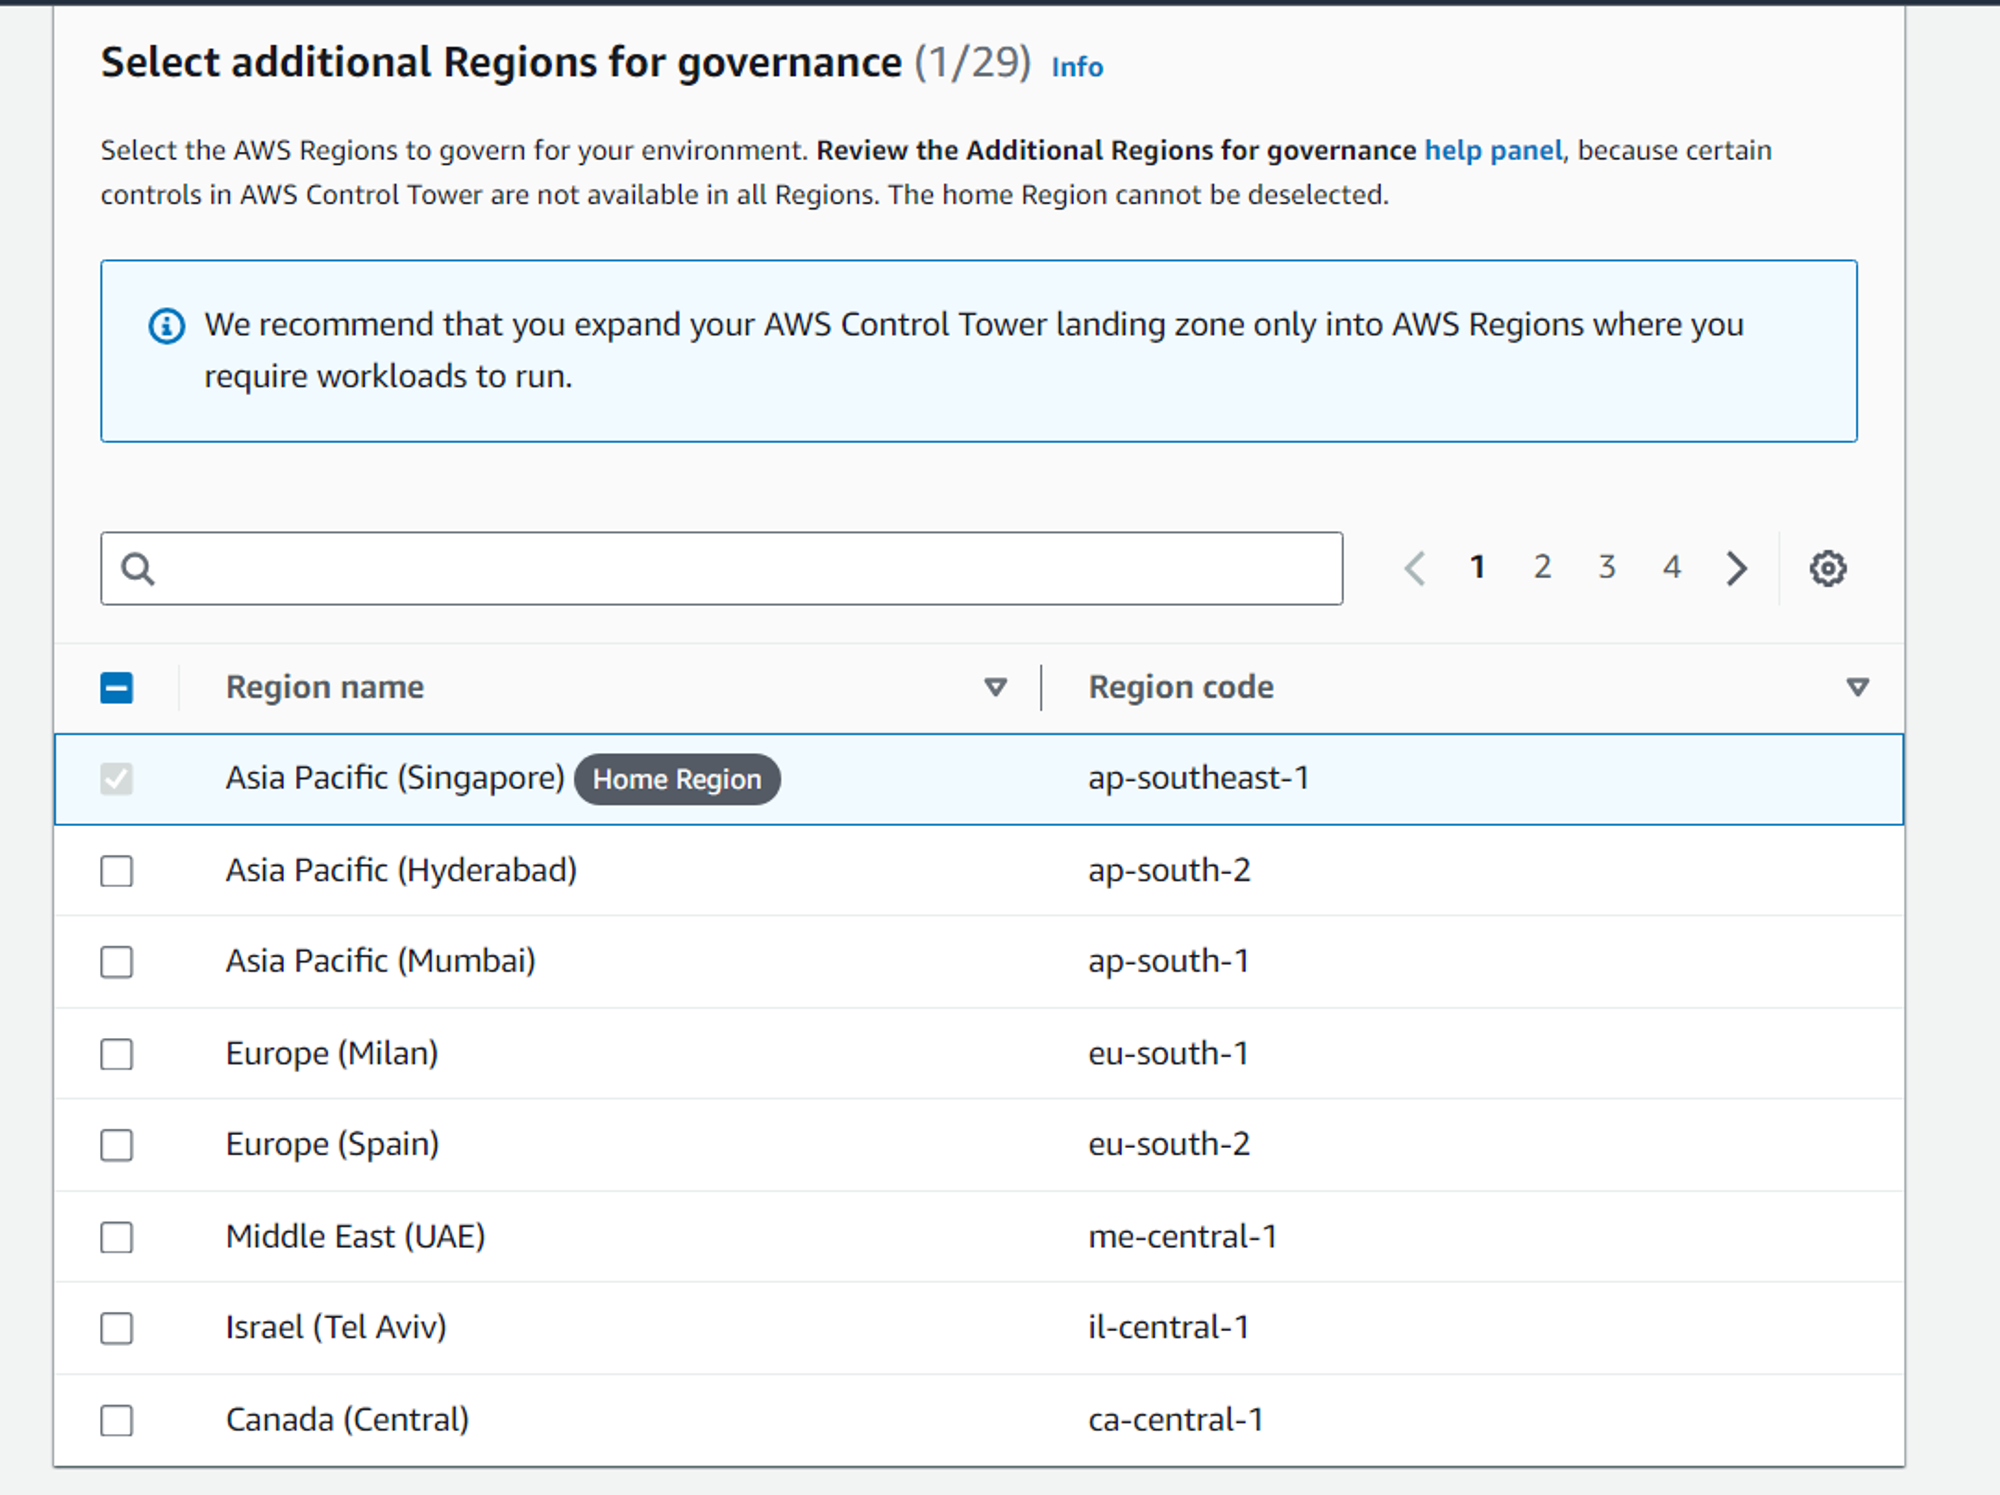 Select additional Regions for governance (1/29) Info
Select the AWS Regions to govern for your environment. Review the Additional Regions for governance help panel, because certain
controls in AWS Control Tower are not available in all Regions. The home Region cannot be deselected.
We recommend that you expand your AWS Control Tower landing zone only into AWS Regions where you
require workloads to run.
1 2 3 4
Region name Region code
Asia Pacific (Singapore) Home Region ap-southeast-1
Asia Pacific (Hyderabad) ap-south-2
Asia Pacific (Mumbai) ap-south-1
Europe (Milan) eu-south-1
Europe (Spain) eu-south-2
Middle East (UAE) me-central-1
Israel (Tel Aviv) il-central-1
Canada (Central) ca-central-1